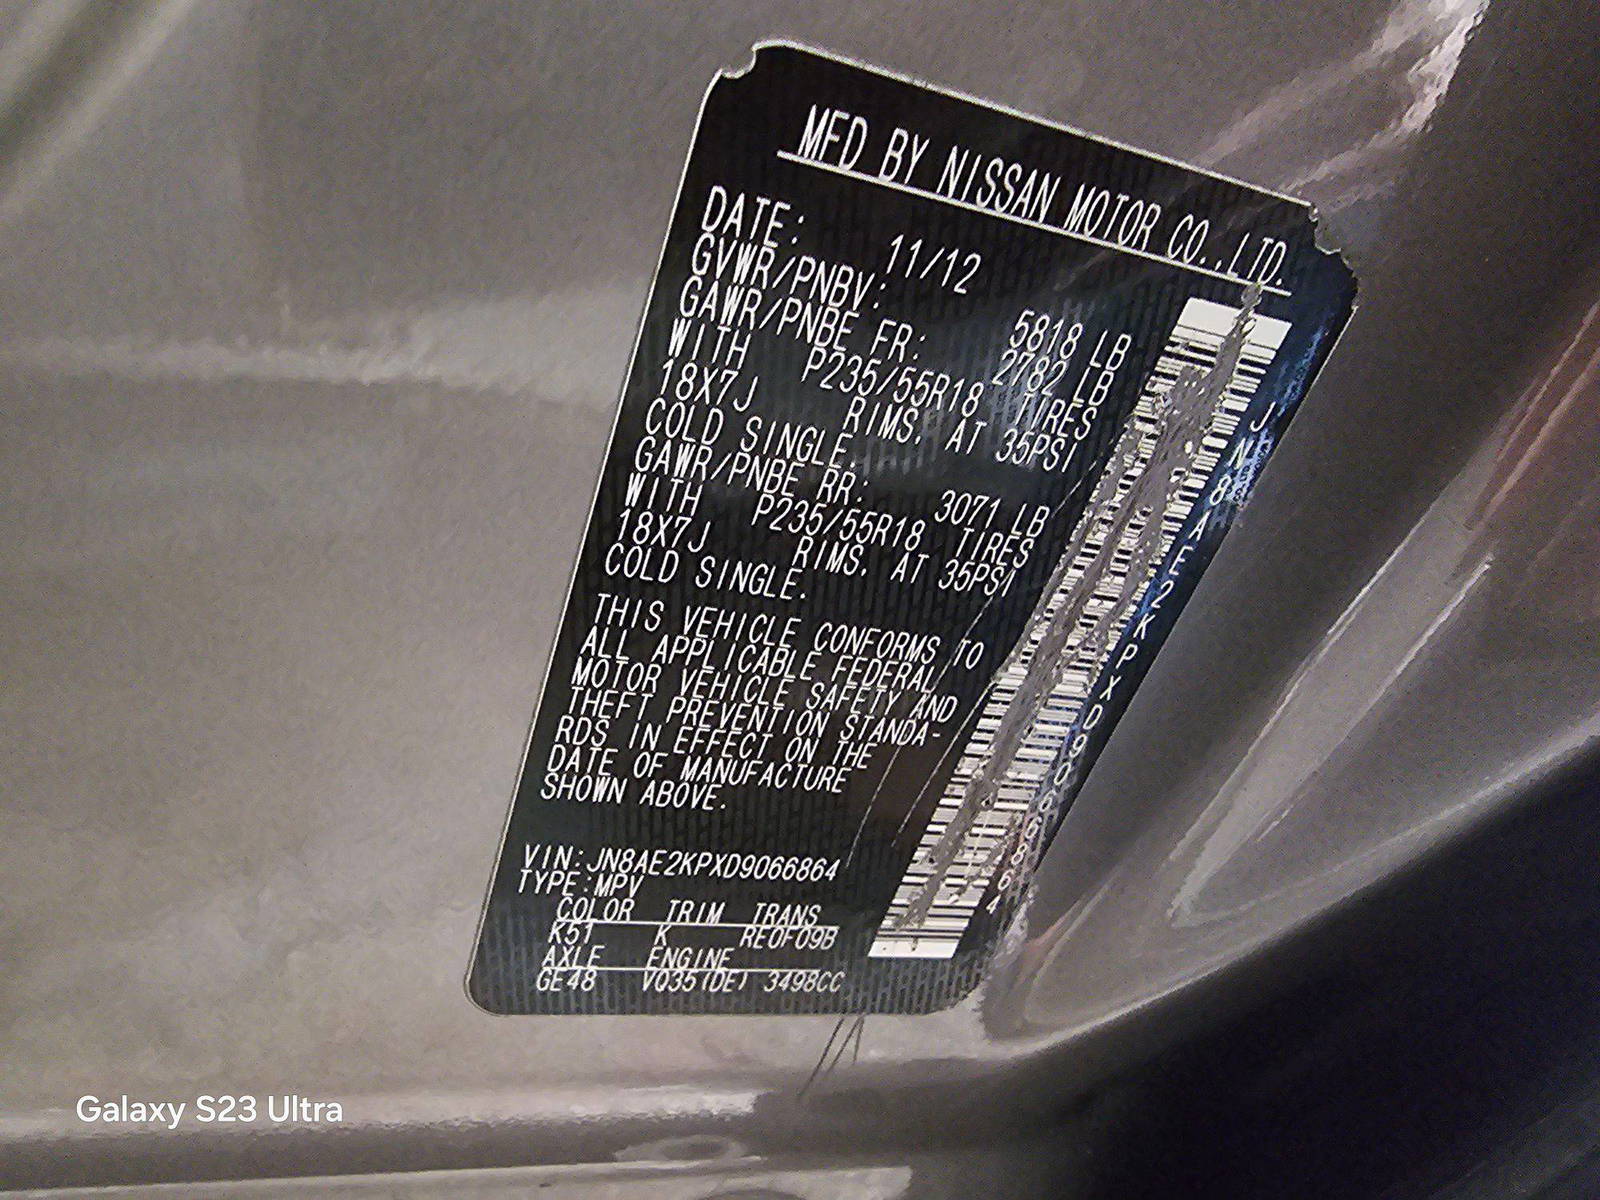 MFD BY NISSAN MOTOR CO.,LTD.
DATE: 11/12
GVWR/PNBV: 5818 LB
GAWR/PNBE FR: 2782 LB
WITH P235/55R18 TIRES
18X7J RIMS. AT 35PSI
COLD SINGLE.
GAWR/PNBE RR: 3071 LB
WITH P235/55R18 TIRES
18X7J RIMS. AT 35PSI
COLD SINGLE.
THIS VEHICLE CONFORMS TO
ALL APPLICABLE FEDERAL
MOTOR VEHICLE SAFETY AND
THEFT PREVENTION STANDA-
RDS IN EFFECT ON THE
DATE OF MANUFACTURE
SHOWN ABOVE.
VIN:JN8AE2KPXD9066864
TYPE:MPV
COLOR TRIM TRANS
K51 K RE0F09B
AXLE ENGINE
GE48 VQ35(DE) 3498CC
JN8AE2KPXD9066864
Galaxy S23 Ultra